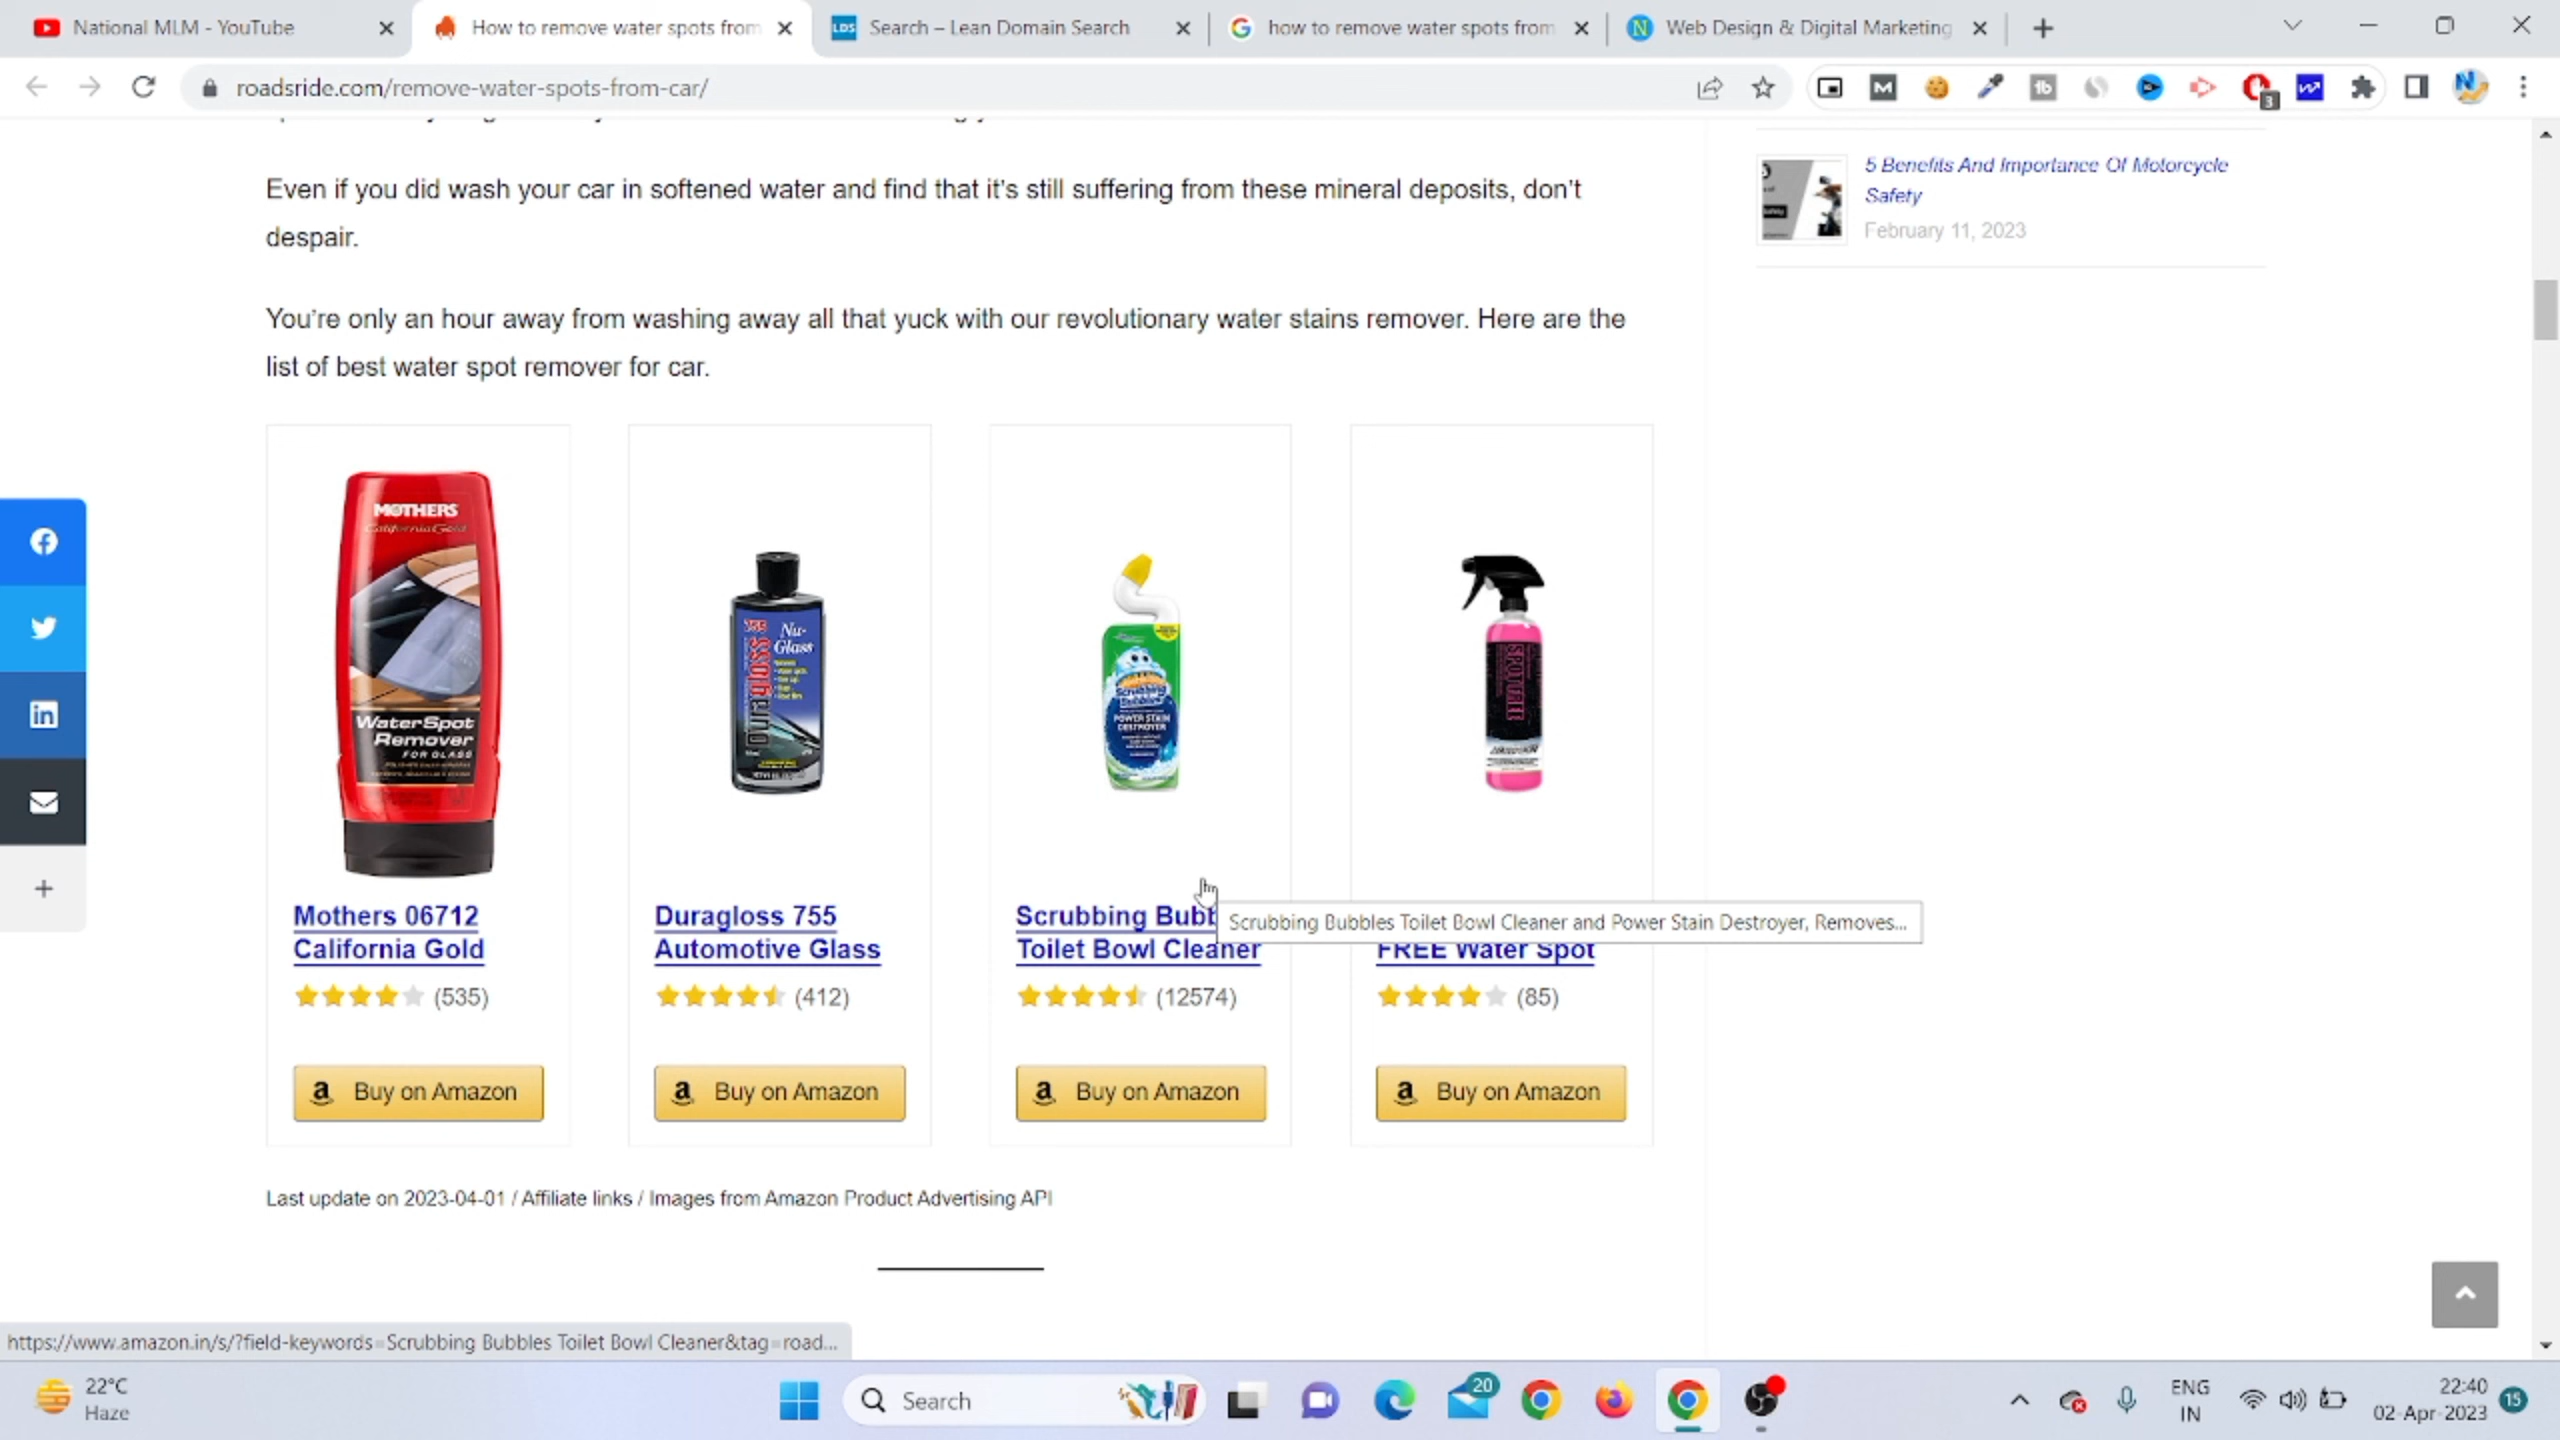 National MLM - YouTube
How to remove water spots from
LDS
Search – Lean Domain Search
how to remove water spots from
Web Design & Digital Marketing
roadsride.com/remove-water-spots-from-car/
3
Even if you did wash your car in softened water and find that it's still suffering from these mineral deposits, don't
despair.
You're only an hour away from washing away all that yuck with our revolutionary water stains remover. Here are the
list of best water spot remover for car.
5 Benefits And Importance Of Motorcycle
Safety
February 11, 2023
MOTHERS
California Gold
Water Spot
Remover
FOR GLASS
755
Nu-
Glass
Duragloss
Scrubbing
Bubbles
POWER STAIN
DESTROYER
Mothers 06712
California Gold
(535)
Buy on Amazon
Duragloss 755
Automotive Glass
(412)
Buy on Amazon
Scrubbing Bubb
Toilet Bowl Cleaner
(12574)
Buy on Amazon
Scrubbing Bubbles Toilet Bowl Cleaner and Power Stain Destroyer, Removes...
FREE Water Spot
(85)
Buy on Amazon
Last update on 2023-04-01 / Affiliate links / Images from Amazon Product Advertising API
https://www.amazon.in/s/?field-keywords=Scrubbing Bubbles Toilet Bowl Cleaner&tag=road...
22°C
Haze
Search
20
ENG
IN
22:40
02-Apr-2023
15